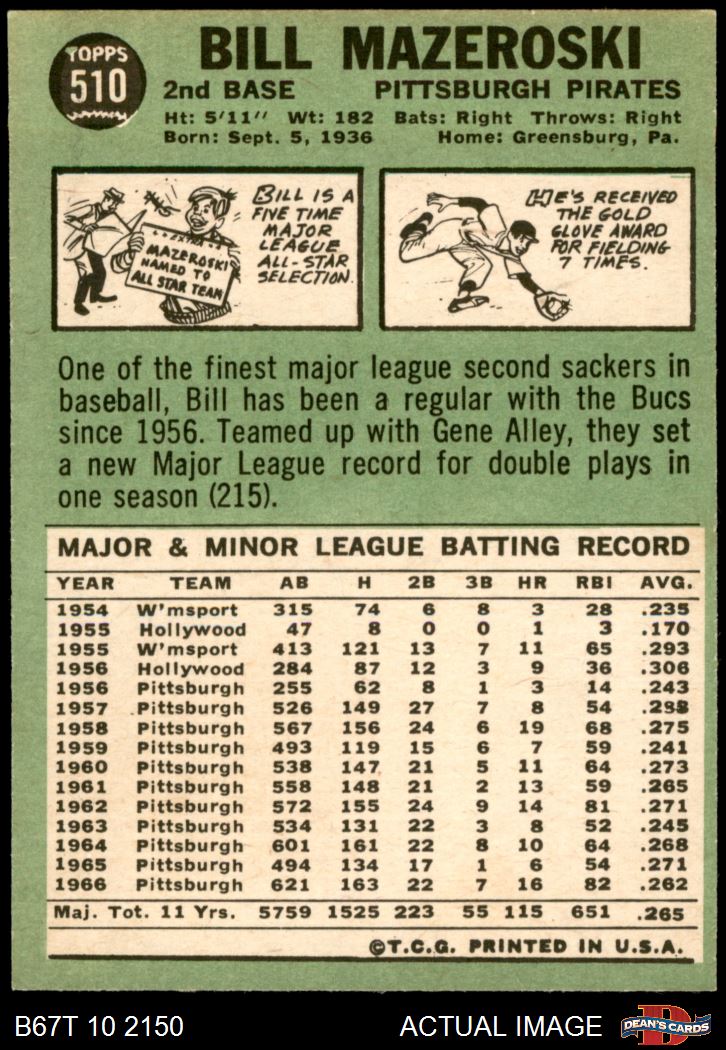 TOPPS
510
BILL MAZEROSKI
2nd BASE PITTSBURGH PIRATES
Ht: 5'11" Wt: 182 Bats: Right Throws: Right
Born: Sept. 5, 1936 Home: Greensburg, Pa.
EXTRA
MAZEROSKI
NAMED TO
ALL STAR TEAM
BILL IS A
FIVE TIME
MAJOR
LEAGUE
ALL-STAR
SELECTION.
HE'S RECEIVED
THE GOLD
GLOVE AWARD
FOR FIELDING
7 TIMES.
One of the finest major league second sackers in
baseball, Bill has been a regular with the Bucs
since 1956. Teamed up with Gene Alley, they set
a new Major League record for double plays in
one season (215).
MAJOR & MINOR LEAGUE BATTING RECORD
YEAR TEAM AB H 2B 3B HR RBI AVG.
1954 W'msport 315 74 6 8 3 28 .235
1955 Hollywood 47 8 0 0 1 3 .170
1955 W'msport 413 121 13 7 11 65 .293
1956 Hollywood 284 87 12 3 9 36 .306
1956 Pittsburgh 255 62 8 1 3 14 .243
1957 Pittsburgh 526 149 27 7 8 54 .283
1958 Pittsburgh 567 156 24 6 19 68 .275
1959 Pittsburgh 493 119 15 6 7 59 .241
1960 Pittsburgh 538 147 21 5 11 64 .273
1961 Pittsburgh 558 148 21 2 13 59 .265
1962 Pittsburgh 572 155 24 9 14 81 .271
1963 Pittsburgh 534 131 22 3 8 52 .245
1964 Pittsburgh 601 161 22 8 10 64 .268
1965 Pittsburgh 494 134 17 1 6 54 .271
1966 Pittsburgh 621 163 22 7 16 82 .262
Maj. Tot. 11 Yrs. 5759 1525 223 55 115 651 .265
©T.C.G. PRINTED IN U.S.A.
B67T 10 2150 ACTUAL IMAGE
D
DEAN'S CARDS